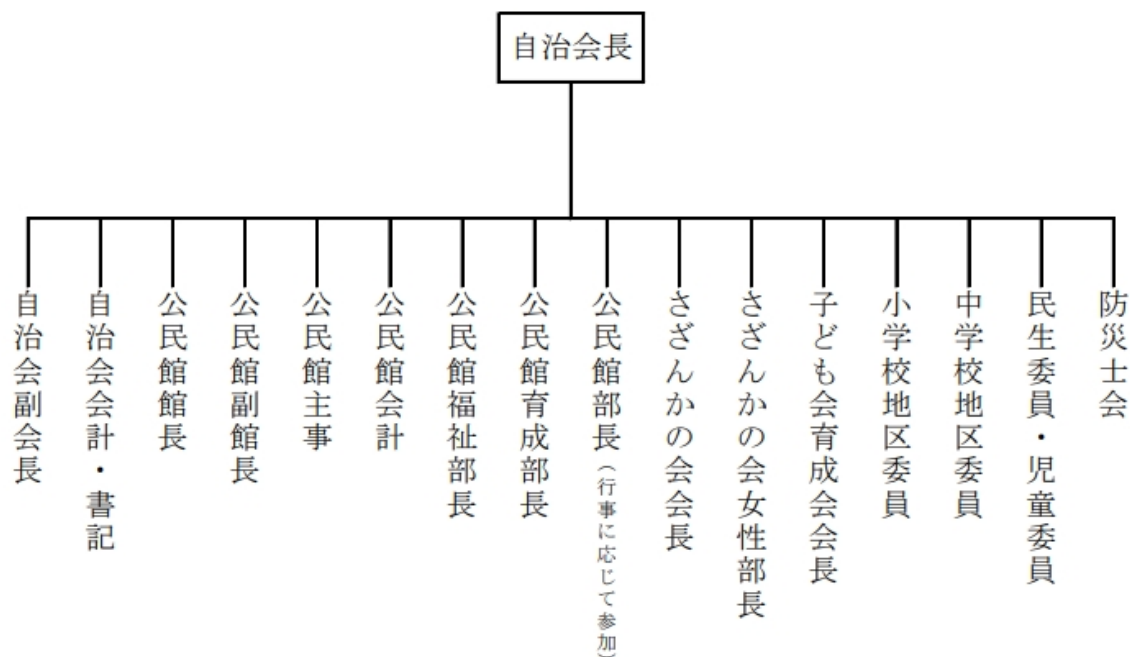 自治会長
自治会副会長
自治会会計・書記
公民館館長
公民館副館長
公民館主事
公民館会計
公民館福祉部長
公民館育成部長
公民館部長（行事に応じて参加）
さざんかの会会長
さざんかの会女性部長
子ども会育成会会長
小学校地区委員
中学校地区委員
民生委員・児童委員
防災士会